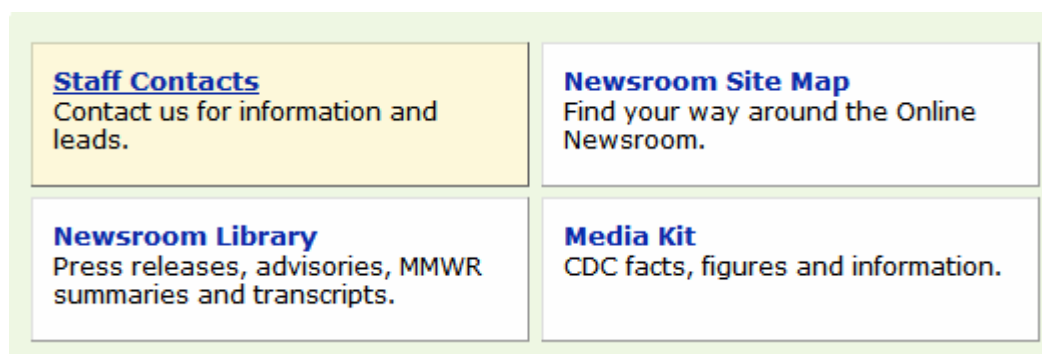 Staff Contacts
Contact us for information and
leads.
Newsroom Site Map
Find your way around the Online
Newsroom.
Newsroom Library
Press releases, advisories, MMWR
summaries and transcripts.
Media Kit
CDC facts, figures and information.